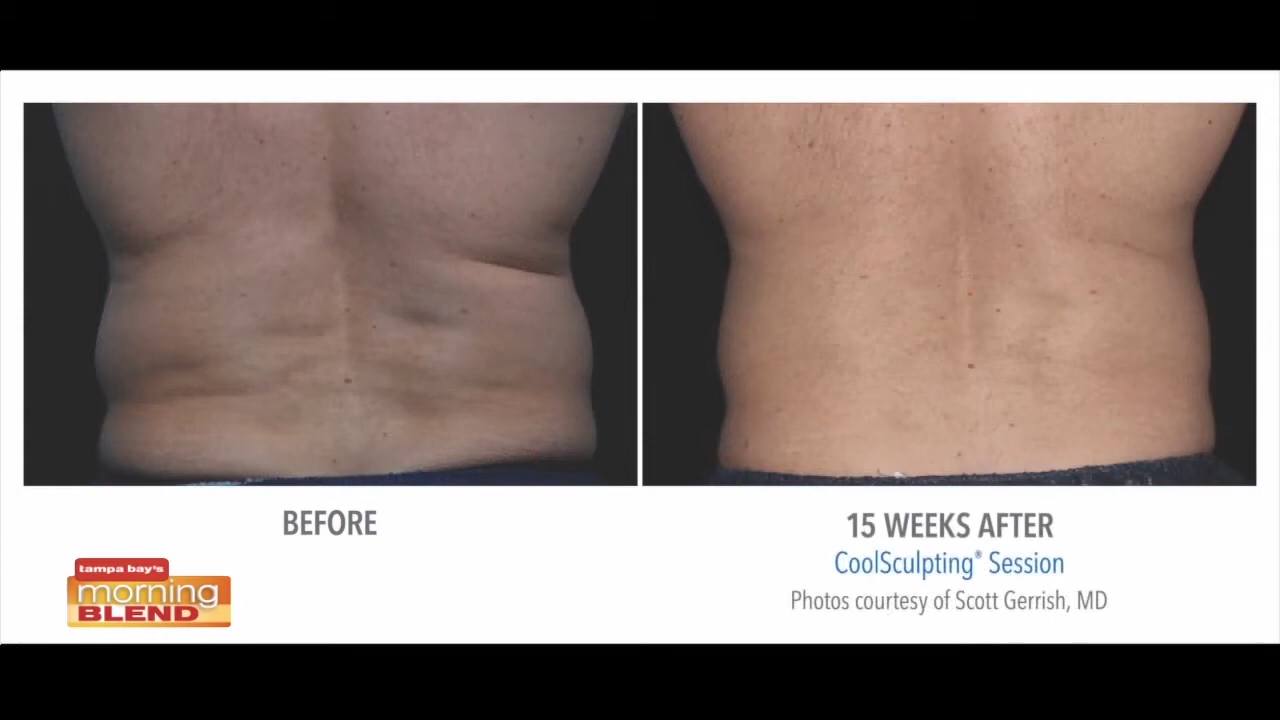 BEFORE
15 WEEKS AFTER
CoolSculpting® Session
Photos courtesy of Scott Gerrish, MD
tampa bay's
morning
BLEND